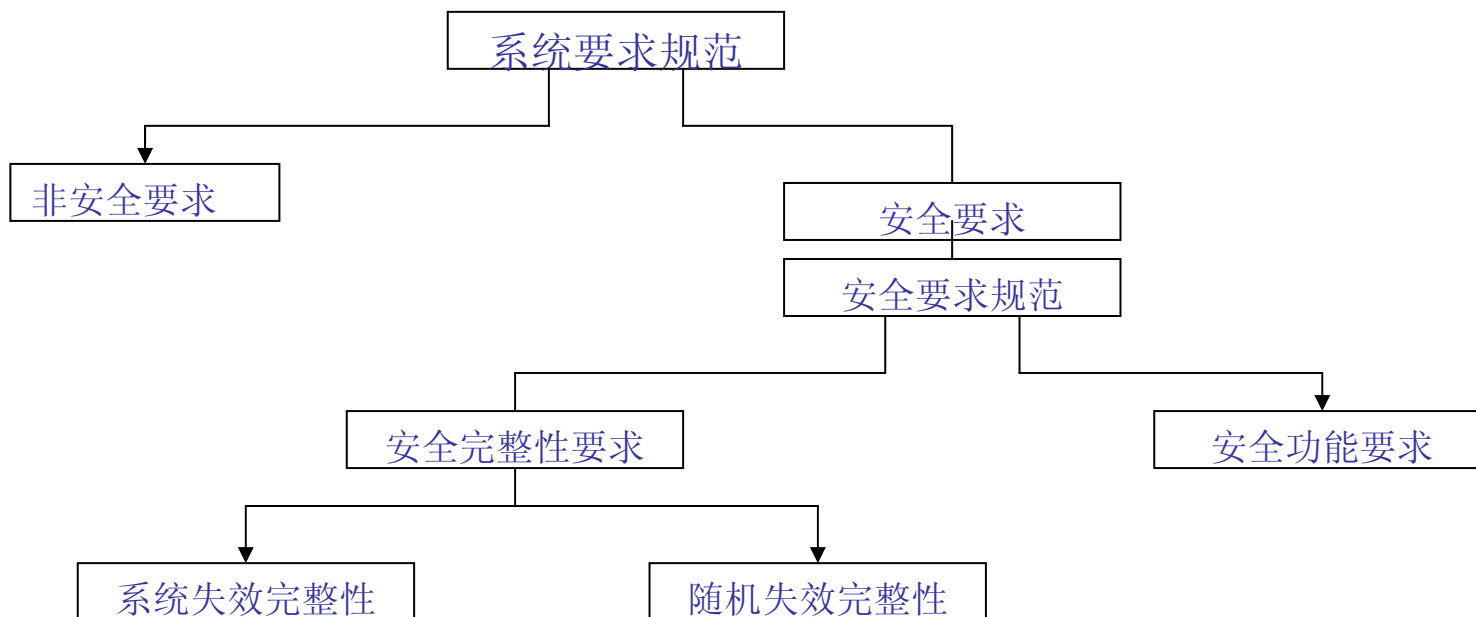 系统要求规范
非安全要求
安全要求
安全要求规范
安全完整性要求
安全功能要求
系统失效完整性
随机失效完整性